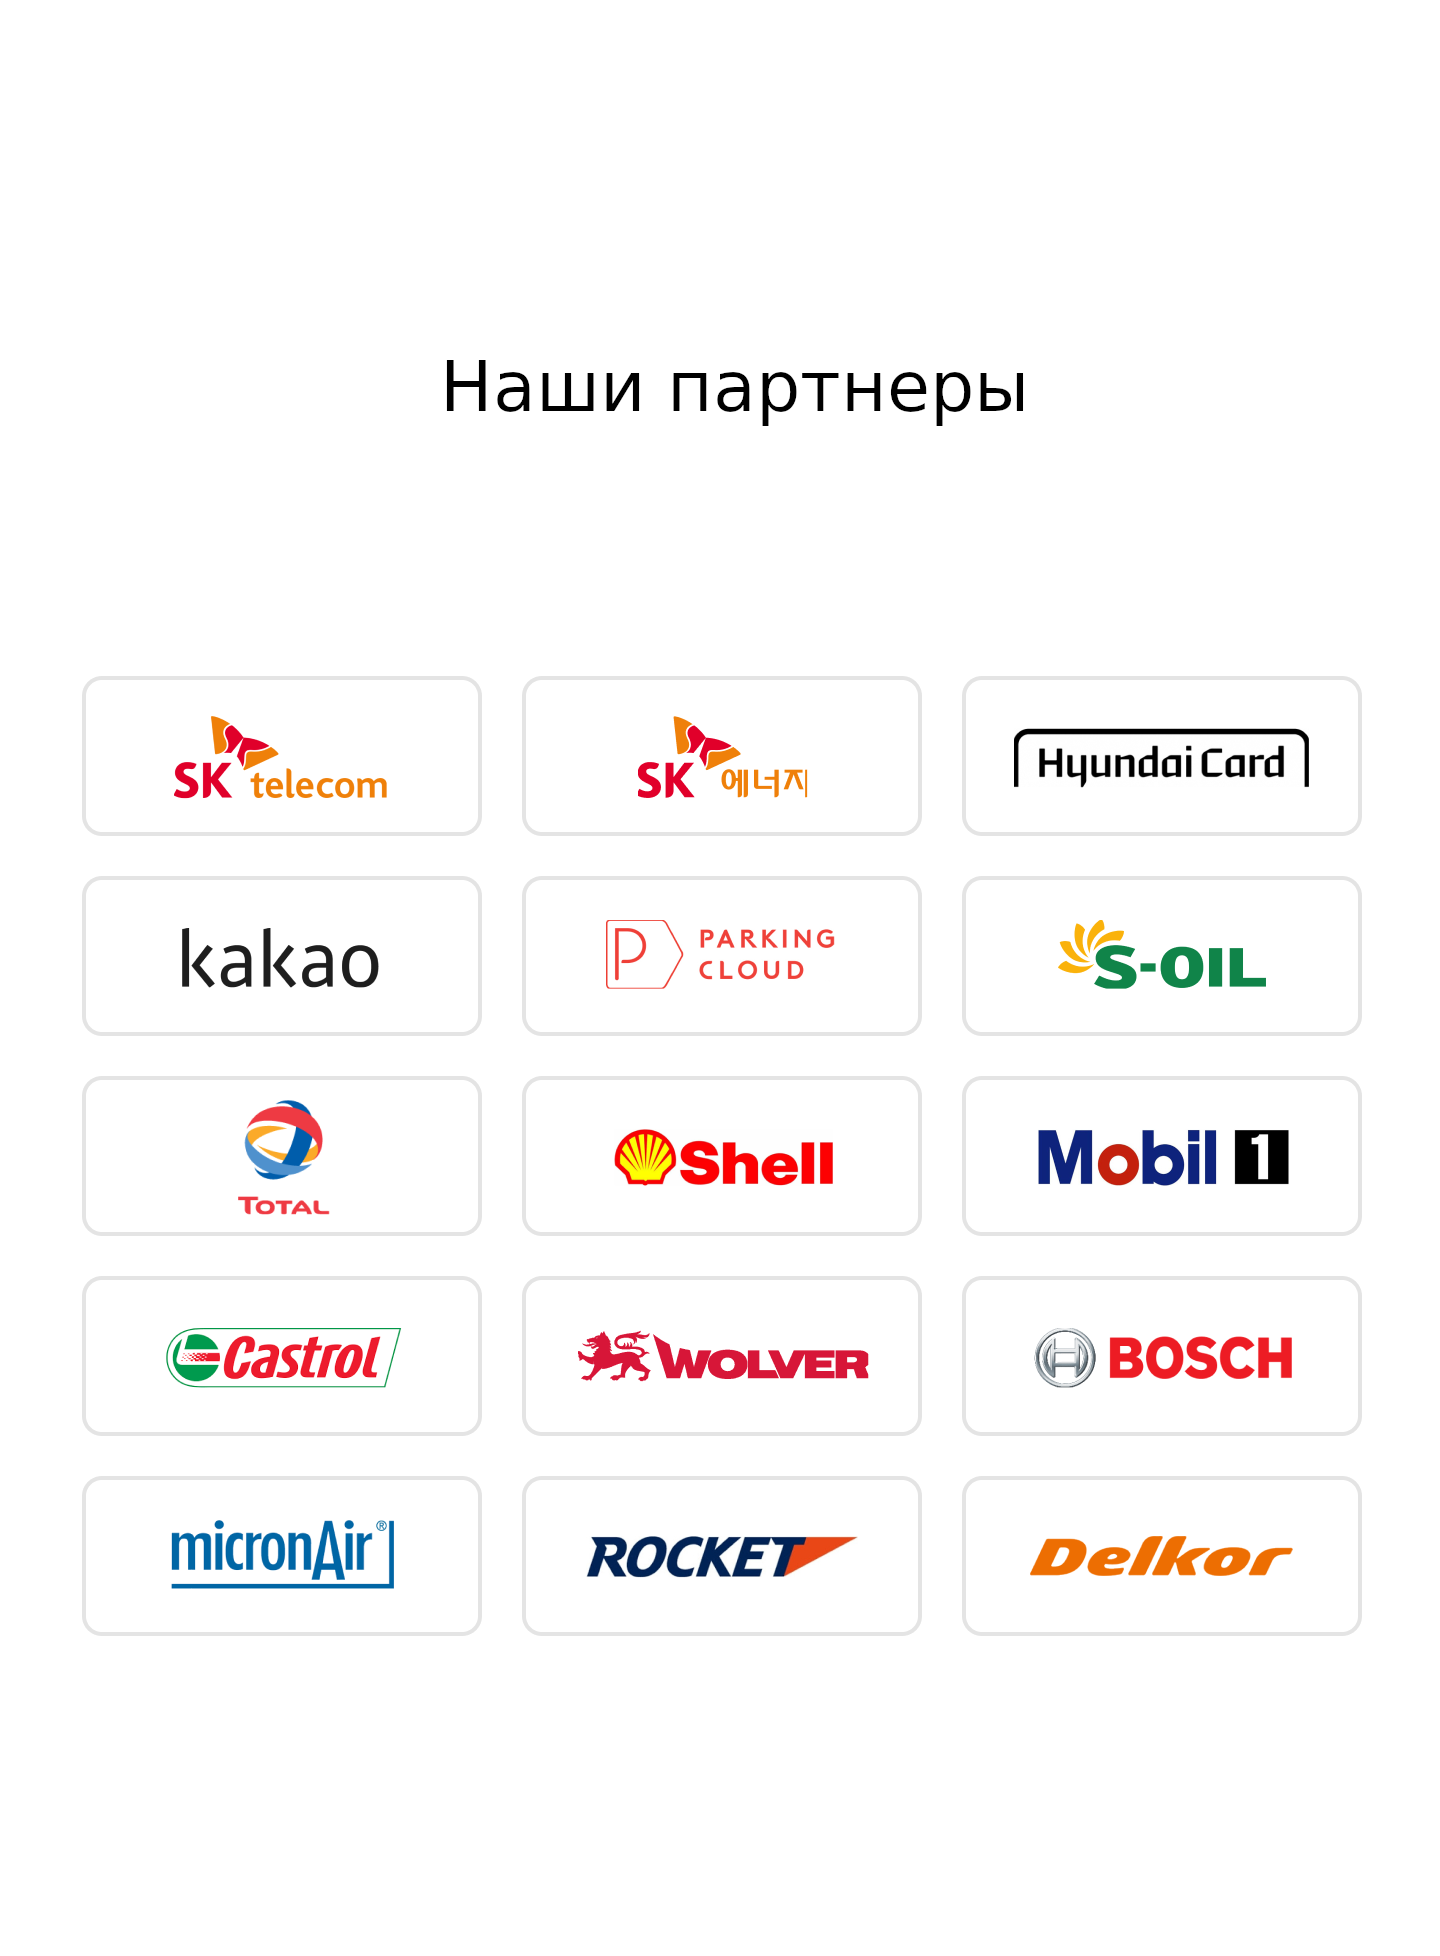 Наши партнеры
SK telecom
SK 에너지
Hyundai Card
kakao
P PARKING
CLOUD
S-OIL
TOTAL
Shell
Mobil 1
Castrol
WOLVER
BOSCH
micronAir®
ROCKET
Delkor